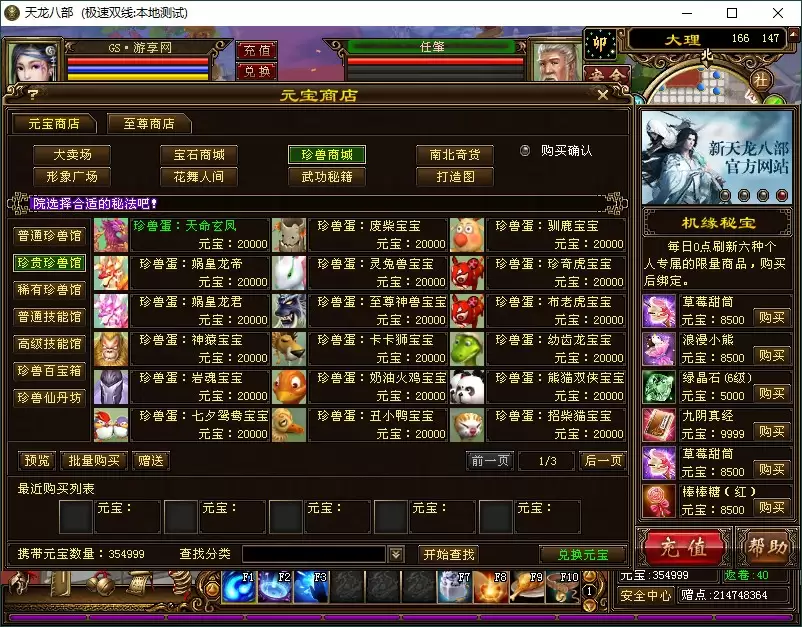 天龙八部 (极速双线:本地测试)
GS·游享网
充值
兑换
任肇
卯
安全
大理
166 147
北
社
?
元宝商店
元宝商店
至尊商店
大卖场
宝石商城
珍兽商城
南北奇货
购买确认
形象广场
花舞人间
武功秘籍
打造图
院选择合适的秘法吧!
普通珍兽馆
珍贵珍兽馆
稀有珍兽馆
普通技能馆
高级技能馆
珍兽百宝箱
珍兽仙丹坊
珍兽蛋:天命玄凤
元宝:20000
珍兽蛋:废柴宝宝
元宝:20000
珍兽蛋:驯鹿宝宝
元宝:20000
珍兽蛋:娲皇龙帝
元宝:20000
珍兽蛋:灵兔兽宝宝
元宝:20000
珍兽蛋:珍奇虎宝宝
元宝:20000
珍兽蛋:娲皇龙君
元宝:20000
珍兽蛋:至尊神兽宝宝
元宝:20000
珍兽蛋:布老虎宝宝
元宝:20000
珍兽蛋:神猿宝宝
元宝:20000
珍兽蛋:卡卡狮宝宝
元宝:20000
珍兽蛋:幼齿龙宝宝
元宝:20000
珍兽蛋:岩魂宝宝
元宝:20000
珍兽蛋:奶油火鸡宝宝
元宝:20000
珍兽蛋:熊猫双侠宝宝
元宝:20000
珍兽蛋:七夕鸳鸯宝宝
元宝:20000
珍兽蛋:丑小鸭宝宝
元宝:20000
珍兽蛋:招柴猫宝宝
元宝:20000
预览
批量购买
赠送
前一页
1/3
后一页
最近购买列表
元宝:
元宝:
元宝:
元宝:
元宝:
携带元宝数量:354999
查找分类
开始查找
兑换元宝
新天龙八部
官方网站
机缘秘宝
每日0点刷新六种个
人专属的限量商品,购买
后绑定。
草莓甜筒
元宝:8500
购买
浪漫小熊
元宝:8500
购买
绿晶石(6级)
元宝:5000
购买
九阴真经
元宝:9999
购买
草莓甜筒
元宝:8500
购买
棒棒糖(红)
元宝:8500
购买
充值
帮助
元宝:354999
返卷:40
安全中心
赠点:214748364
F1
F2
F3
F7
F8
F9
F10
1